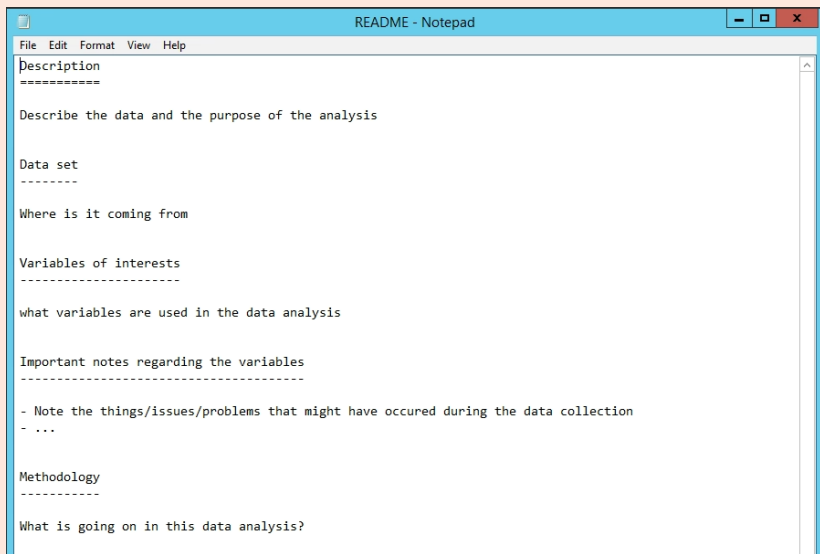 README - Notepad
File Edit Format View Help
Description
===========
Describe the data and the purpose of the analysis
Data set
--------
Where is it coming from
Variables of interests
----------------------
what variables are used in the data analysis
Important notes regarding the variables
---------------------------------------
- Note the things/issues/problems that might have occured during the data collection
- ...
Methodology
-----------
What is going on in this data analysis?